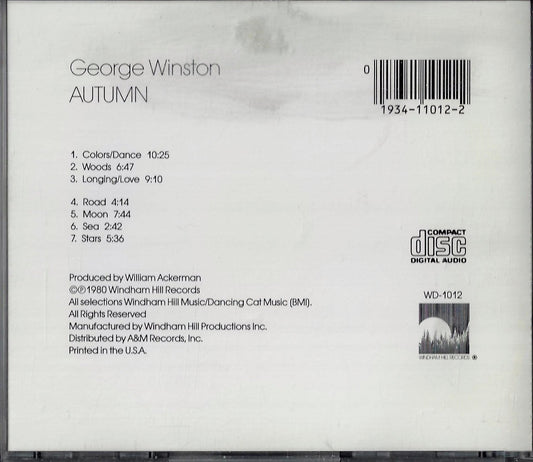 George Winston
AUTUMN
0
1934-11012-2
1. Colors/Dance 10:25
2. Woods 6:47
3. Longing/Love 9:10
4. Road 4:14
5. Moon 7:44
6. Sea 2:42
7. Stars 5:36
COMPACT
disc
DIGITAL AUDIO
Produced by William Ackerman
©℗1980 Windham Hill Records
All selections Windham Hill Music/Dancing Cat Music (BMI).
All Rights Reserved
Manufactured by Windham Hill Productions Inc.
Distributed by A&M Records, Inc.
Printed in the U.S.A.
WD-1012
WINDHAM HILL RECORDS ®